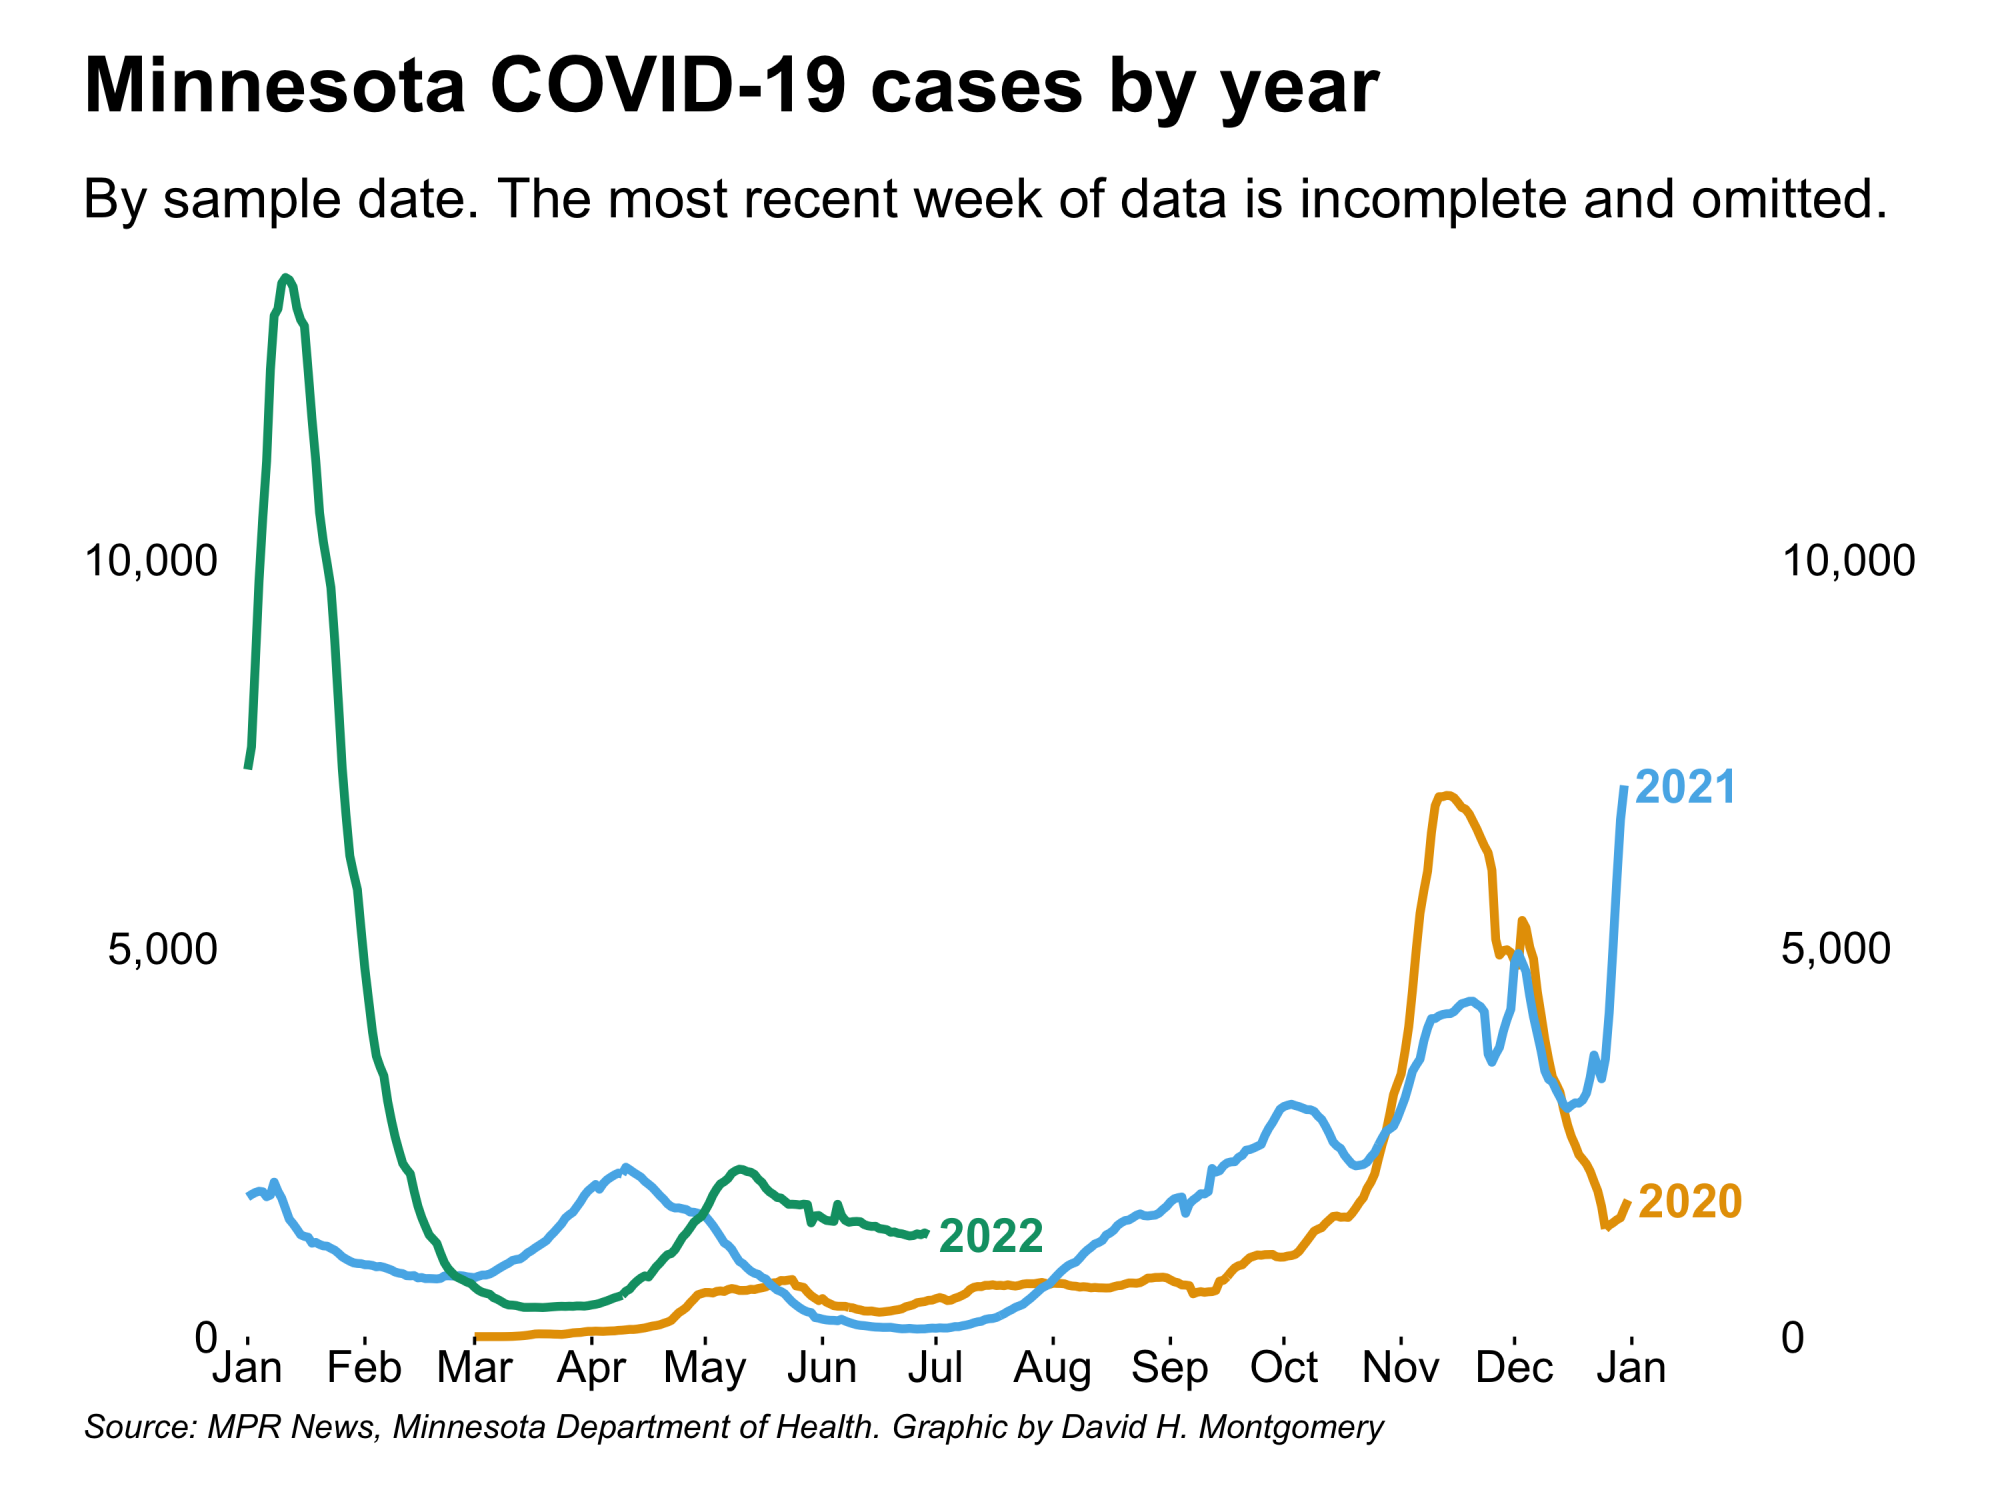 Minnesota COVID-19 cases by year
By sample date. The most recent week of data is incomplete and omitted.
10,000 10,000
2021
5,000 5,000
2020
2022
0 0
Jan Feb Mar Apr May Jun Jul Aug Sep Oct Nov Dec Jan
Source: MPR News, Minnesota Department of Health. Graphic by David H. Montgomery